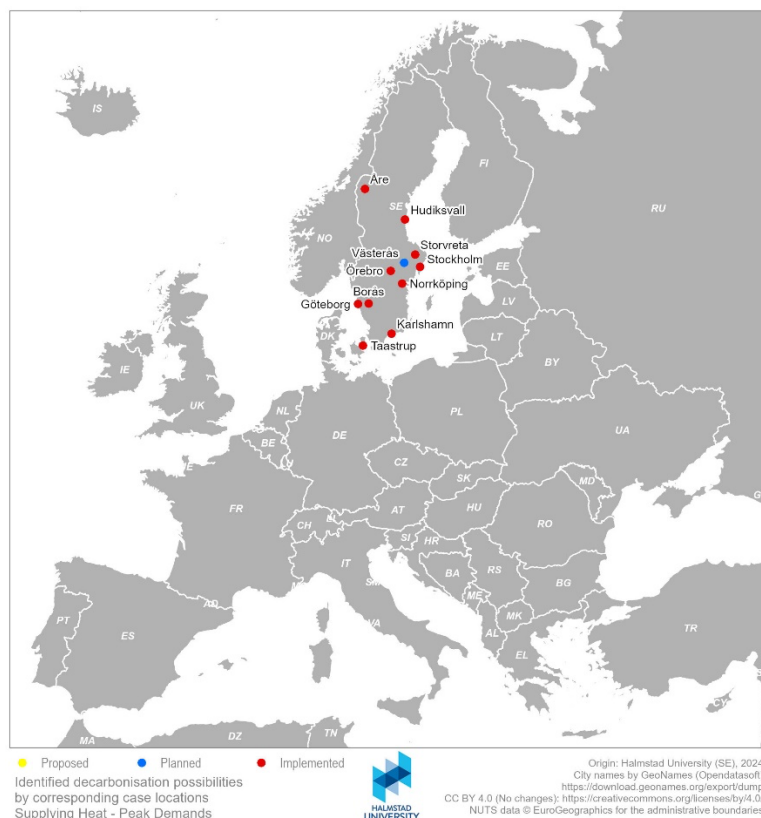 IS
Åre
FI
RU
Hudiksvall
SE
NO
Storvreta
Västerås
Stockholm
EE
Örebro
Norrköping
Borås
LV
Göteborg
Karlshamn
LT
DK
Taastrup
BY
IE
UK
NL
PL
DE
BE
UA
CZ
SK
MD
FR
AT
HU
CH
LI
RO
SI
HR
IT
BA
RS
SM
BG
ME
AD
MK
VA
PT
AL
ES
TR
EL
CY
MA
DZ
TN
Proposed Planned Implemented
Identified decarbonisation possibilities
by corresponding case locations
Supplying Heat - Peak Demands
HALMSTAD
UNIVERSITY
Origin: Halmstad University (SE), 2024
City names by GeoNames (Opendatasoft)
https://download.geonames.org/export/dump
CC BY 4.0 (No changes): https://creativecommons.org/licenses/by/4.0
NUTS data © EuroGeographics for the administrative boundaries